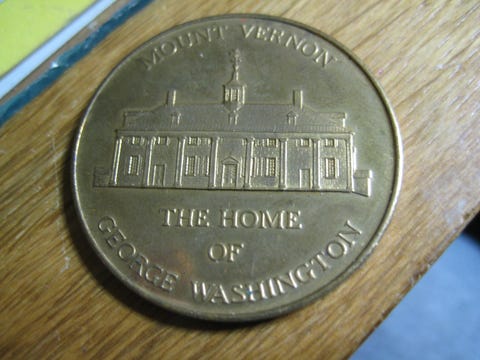 MOUNT VERNON
THE HOME
OF
GEORGE WASHINGTON